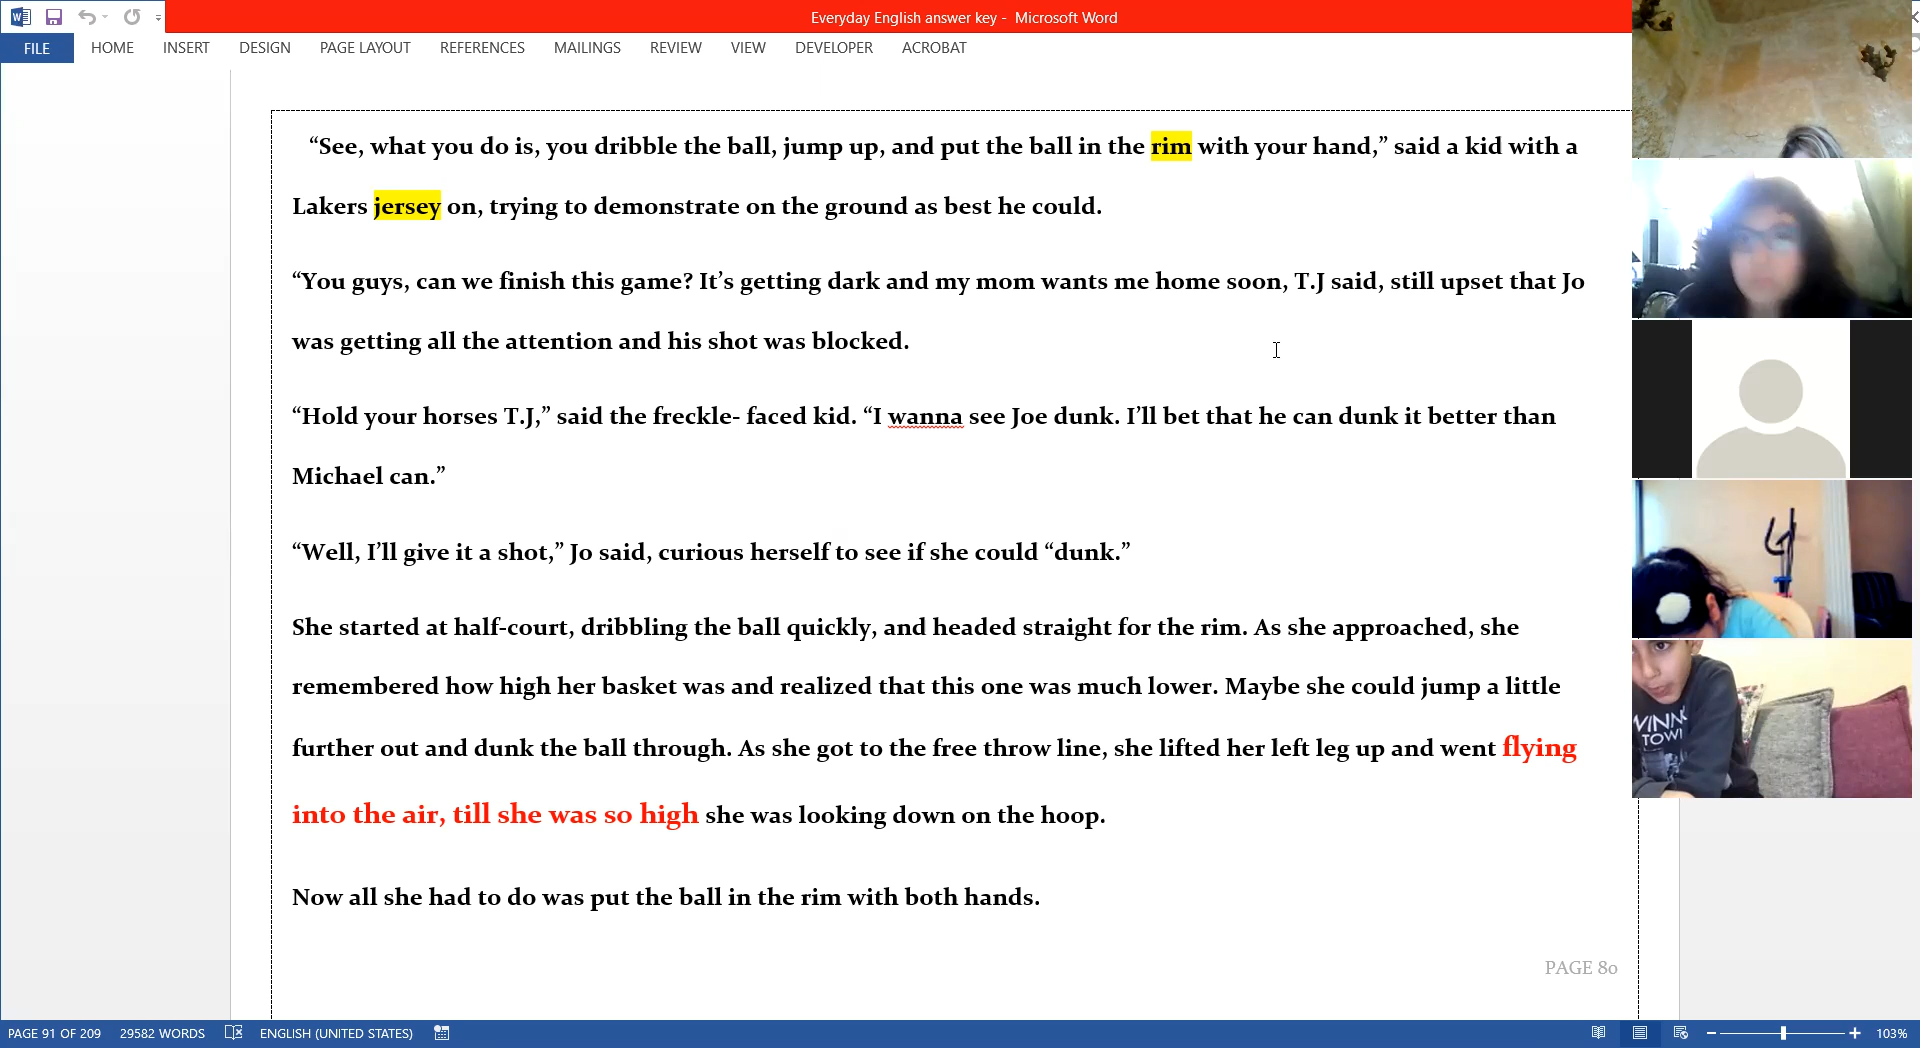 Everyday English answer key - Microsoft Word
FILE HOME INSERT DESIGN PAGE LAYOUT REFERENCES MAILINGS REVIEW VIEW DEVELOPER ACROBAT
“See, what you do is, you dribble the ball, jump up, and put the ball in the rim with your hand,” said a kid with a
Lakers jersey on, trying to demonstrate on the ground as best he could.
“You guys, can we finish this game? It’s getting dark and my mom wants me home soon, T.J said, still upset that Jo
was getting all the attention and his shot was blocked.
“Hold your horses T.J,” said the freckle- faced kid. “I wanna see Joe dunk. I’ll bet that he can dunk it better than
Michael can.”
“Well, I’ll give it a shot,” Jo said, curious herself to see if she could “dunk.”
She started at half-court, dribbling the ball quickly, and headed straight for the rim. As she approached, she
remembered how high her basket was and realized that this one was much lower. Maybe she could jump a little
further out and dunk the ball through. As she got to the free throw line, she lifted her left leg up and went flying
into the air, till she was so high she was looking down on the hoop.
Now all she had to do was put the ball in the rim with both hands.
PAGE 80
PAGE 91 OF 209 29582 WORDS ENGLISH (UNITED STATES) 103%